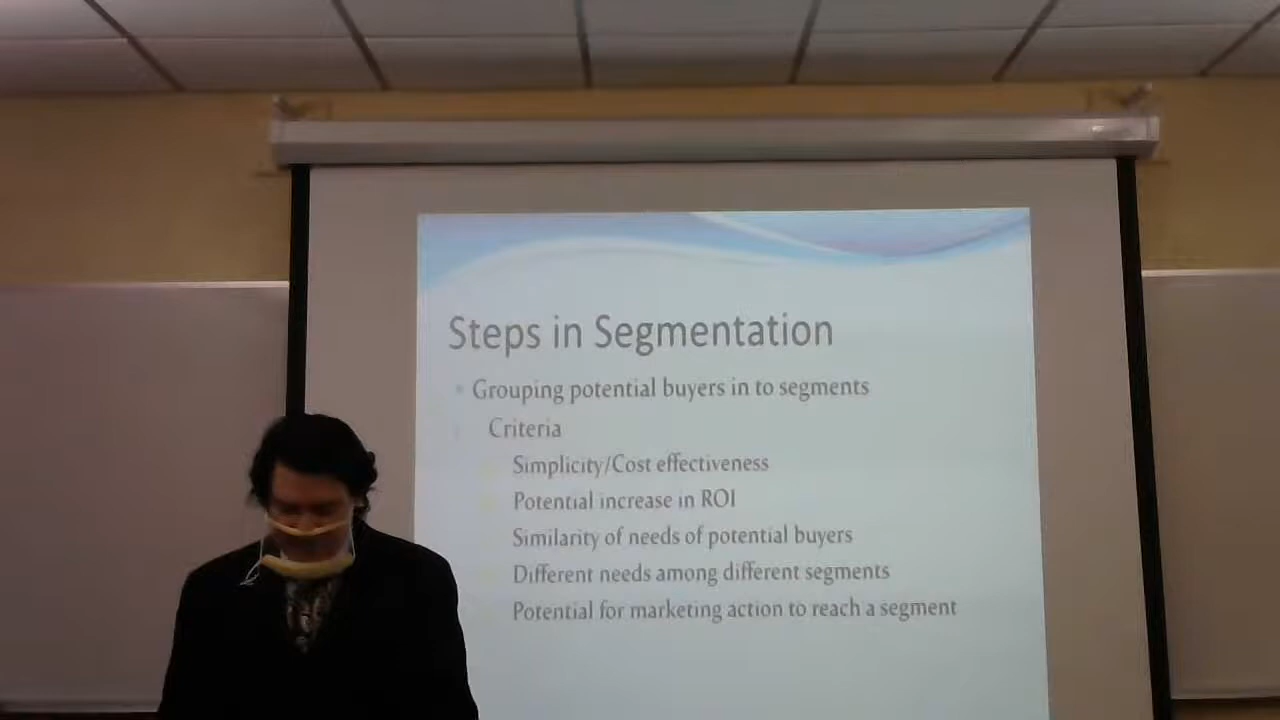 Steps in Segmentation
Grouping potential buyers in to segments
Criteria
Simplicity/Cost effectiveness
Potential increase in ROI
Similarity of needs of potential buyers
Different needs among different segments
Potential for marketing action to reach a segment